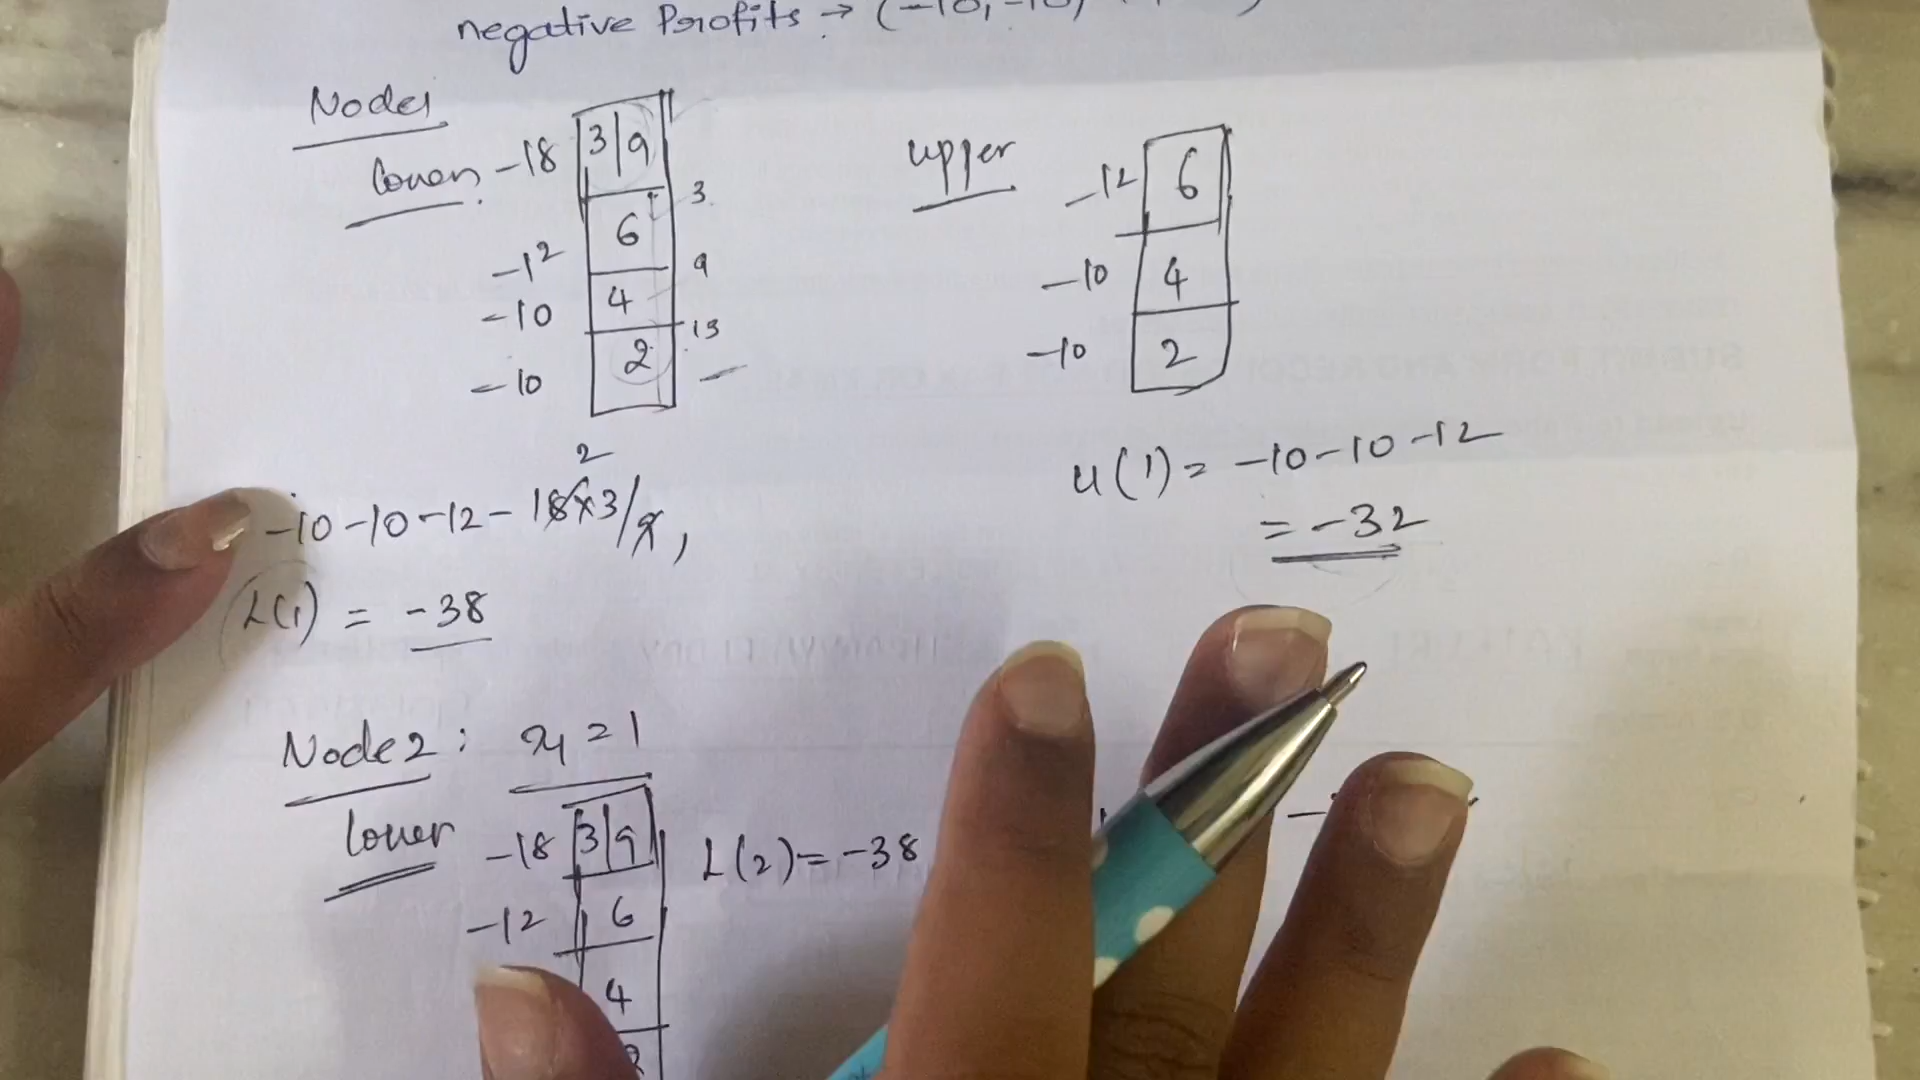 negative Profits → (-10, -10,
Node1
Lower -18 3|9
3
6
-12
9
4
-10
13
2
-10
upper
-12 6
-10 4
-10 2
u(1) = -10-10-12
= -32
2
-10-10-12-18×3/9,
L(1) = -38
Node2: x1=1
Lower
-18 3|9 L(2)=-38
-12 6
4